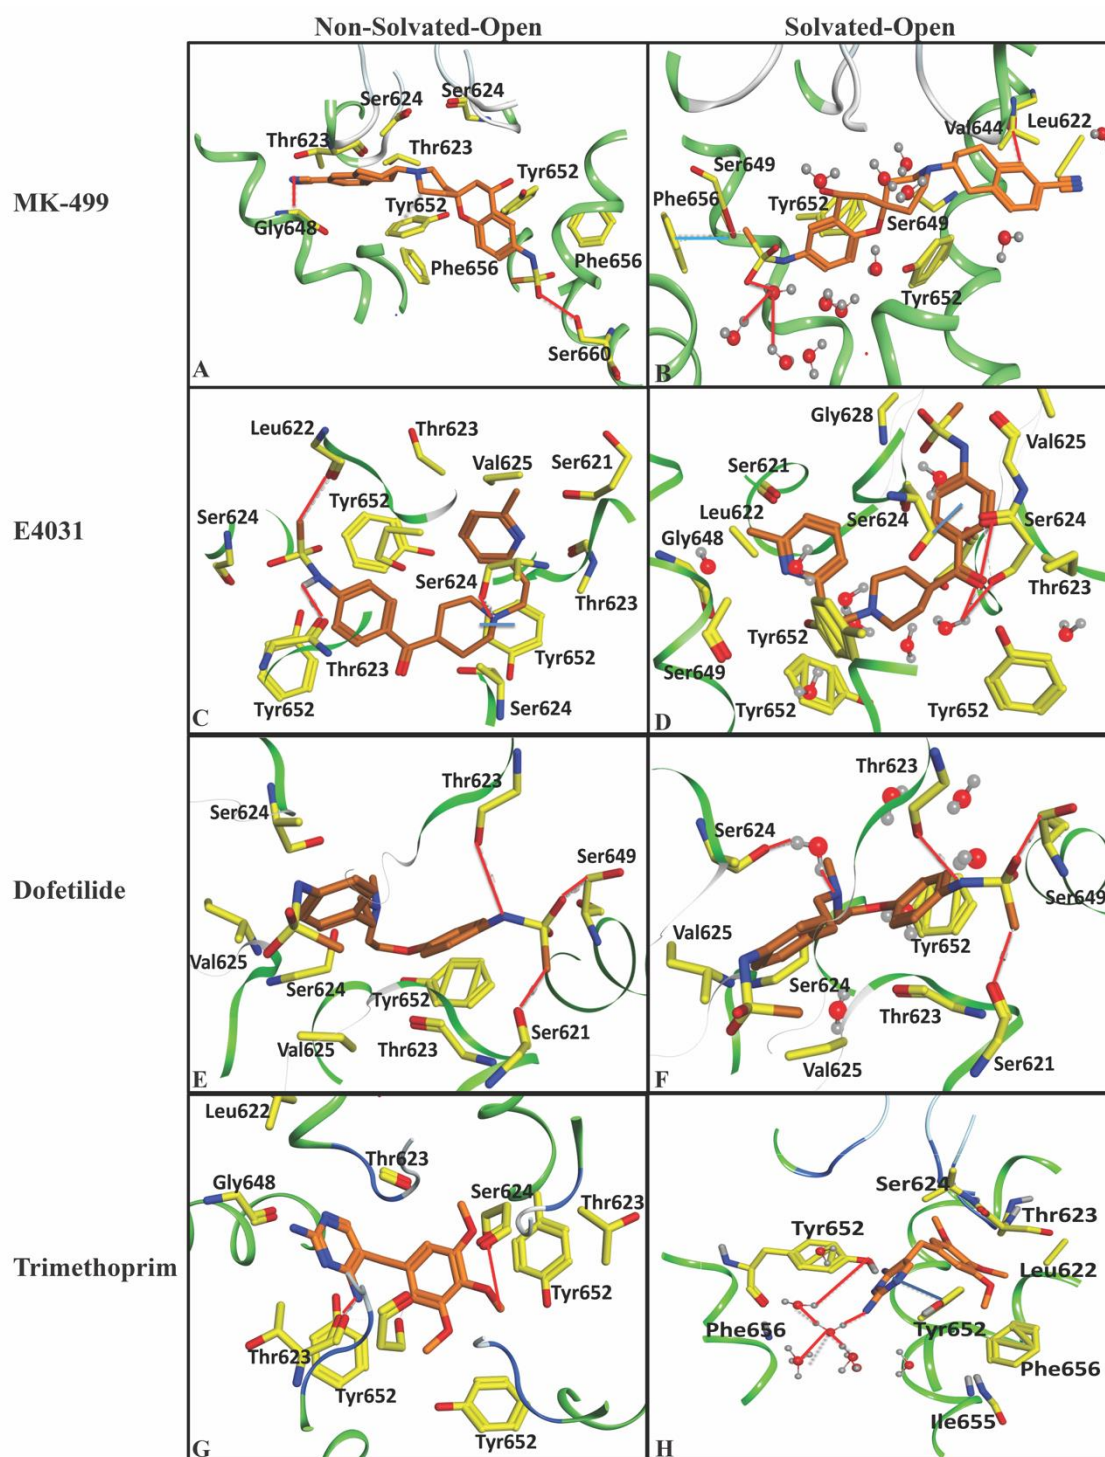 Non-Solvated-Open
Solvated-Open
MK-499
Ser624
Ser624
Thr623
Thr623
Tyr652
Tyr652
Gly648
Phe656
Phe656
Ser660
A
Val644
Leu622
Ser649
Phe656
Tyr652
Ser649
Tyr652
B
E4031
Leu622
Thr623
Val625
Ser621
Tyr652
Ser624
Ser624
Thr623
Thr623
Tyr652
Tyr652
Ser624
C
Gly628
Val625
Ser621
Leu622
Ser624
Ser624
Gly648
Thr623
Tyr652
Ser649
Tyr652
Tyr652
D
Dofetilide
Thr623
Ser624
Ser649
Val625
Ser624
Tyr652
Val625
Thr623
Ser621
E
Thr623
Ser624
Ser649
Val625
Tyr652
Ser624
Thr623
Val625
Ser621
F
Trimethoprim
Leu622
Thr623
Gly648
Ser624
Thr623
Tyr652
Thr623
Tyr652
Tyr652
G
Ser624
Tyr652
Thr623
Leu622
Phe656
Tyr652
Phe656
Ile655
H